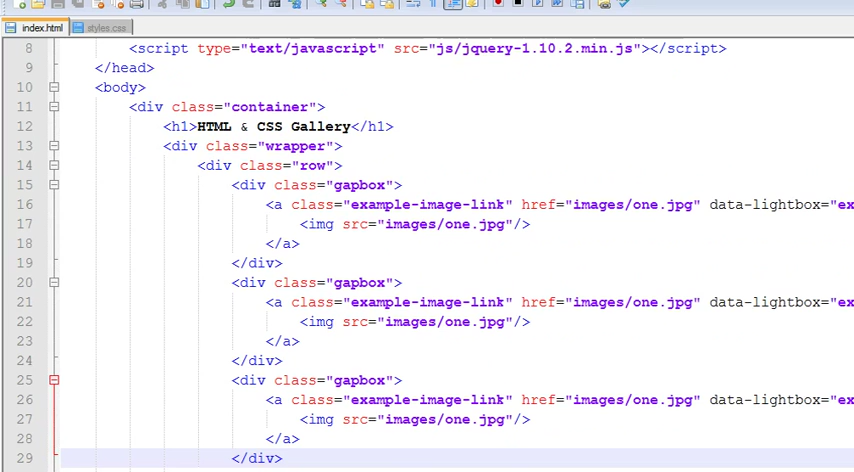 index.html styles.css
8 <script type="text/javascript" src="js/jquery-1.10.2.min.js"></script>
9 </head>
10 <body>
11 <div class="container">
12 <h1>HTML & CSS Gallery</h1>
13 <div class="wrapper">
14 <div class="row">
15 <div class="gapbox">
16 <a class="example-image-link" href="images/one.jpg" data-lightbox="ex
17 <img src="images/one.jpg"/>
18 </a>
19 </div>
20 <div class="gapbox">
21 <a class="example-image-link" href="images/one.jpg" data-lightbox="ex
22 <img src="images/one.jpg"/>
23 </a>
24 </div>
25 <div class="gapbox">
26 <a class="example-image-link" href="images/one.jpg" data-lightbox="ex
27 <img src="images/one.jpg"/>
28 </a>
29 </div>